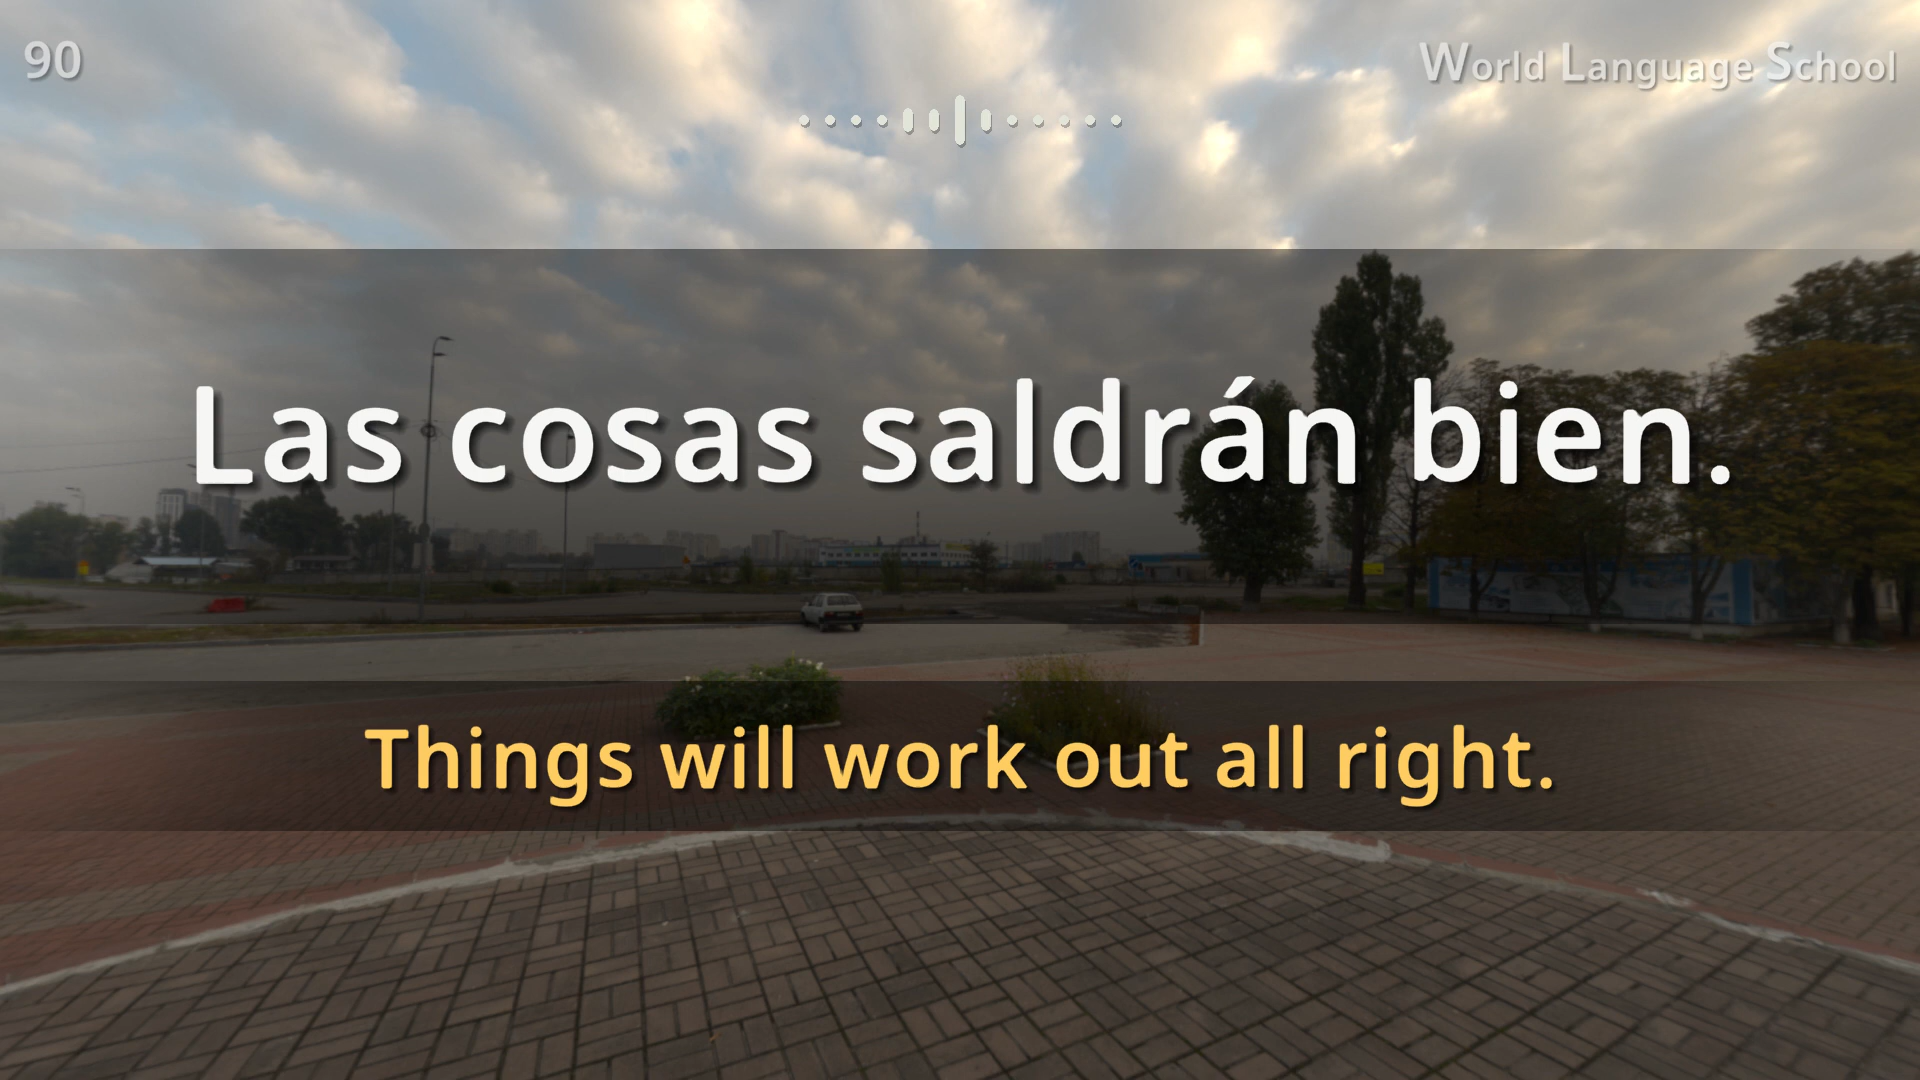 90
World Language School
Las cosas saldrán bien.
Things will work out all right.